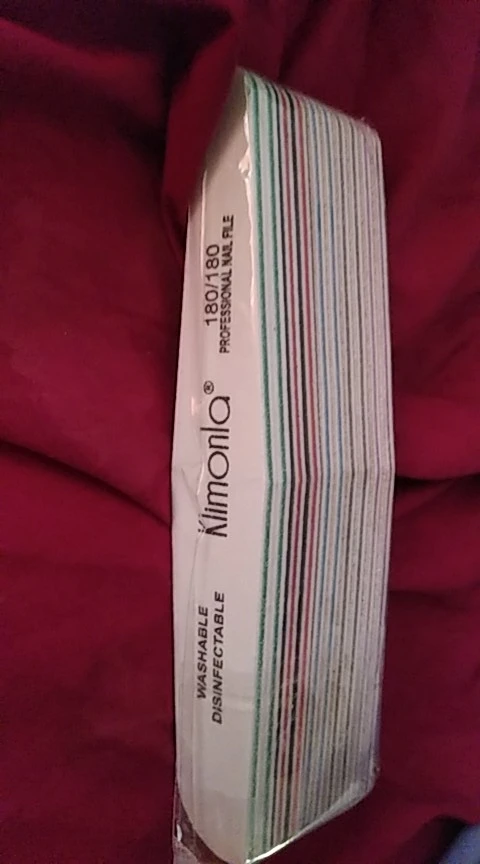 WASHABLE
DISINFECTABLE
Klimonla®
180/180
PROFESSIONAL NAIL FILE